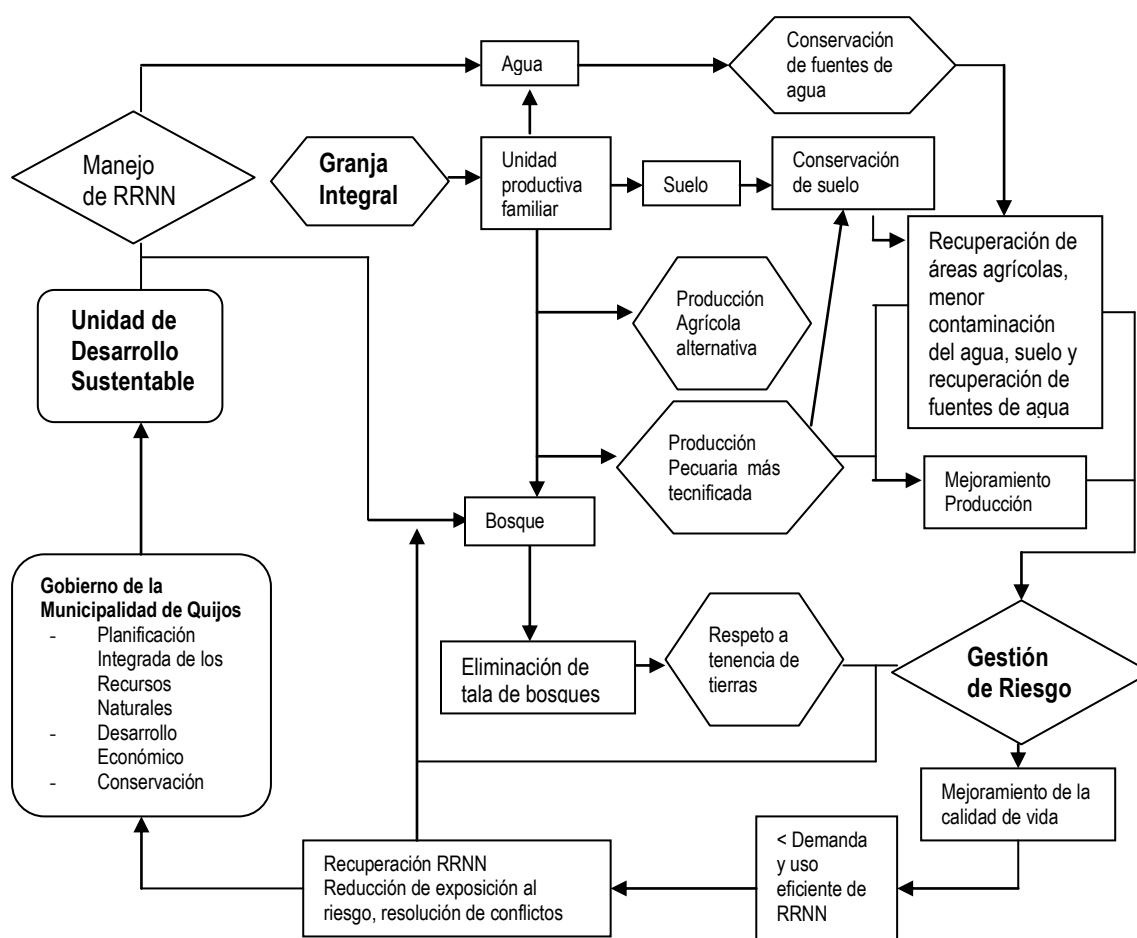 Agua
Conservación
de fuentes de
agua
Manejo
de RRNN
Granja
Integral
Unidad
productiva
familiar
Suelo
Conservación
de suelo
Recuperación de
áreas agrícolas,
menor
contaminación
del agua, suelo y
recuperación de
fuentes de agua
Unidad de
Desarrollo
Sustentable
Producción
Agrícola
alternativa
Producción
Pecuaria más
tecnificada
Mejoramiento
Producción
Bosque
Gobierno de la
Municipalidad de Quijos
- Planificación
Integrada de los
Recursos
Naturales
- Desarrollo
Económico
- Conservación
Eliminación de
tala de bosques
Respeto a
tenencia de
tierras
Gestión
de Riesgo
Mejoramiento de la
calidad de vida
< Demanda
y uso
eficiente de
RRNN
Recuperación RRNN
Reducción de exposición al
riesgo, resolución de conflictos